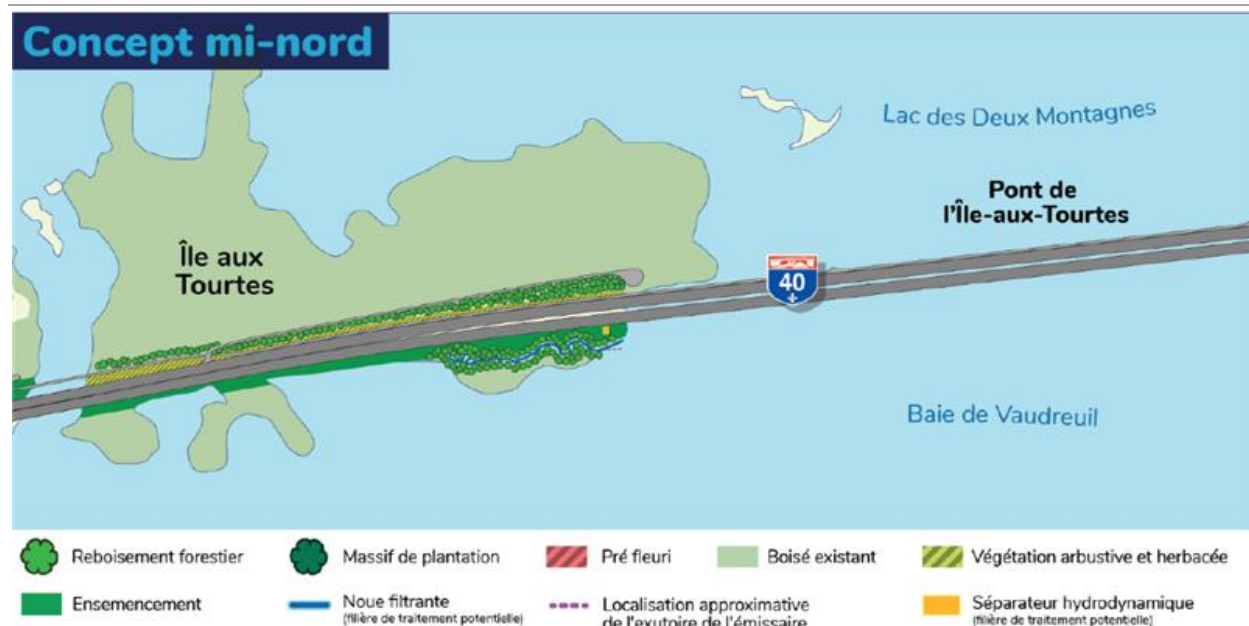 Concept mi-nord
Lac des Deux Montagnes
Pont de
l'Île-aux-Tourtes
Île aux
Tourtes
40
Baie de Vaudreuil
Reboisement forestier
Massif de plantation
Pré fleuri
Boisé existant
Végétation arbustive et herbacée
Ensemencement
Noue filtrante
(filière de traitement potentielle)
Localisation approximative
de l'exutoire de l'émissaire
Séparateur hydrodynamique
(filière de traitement potentielle)